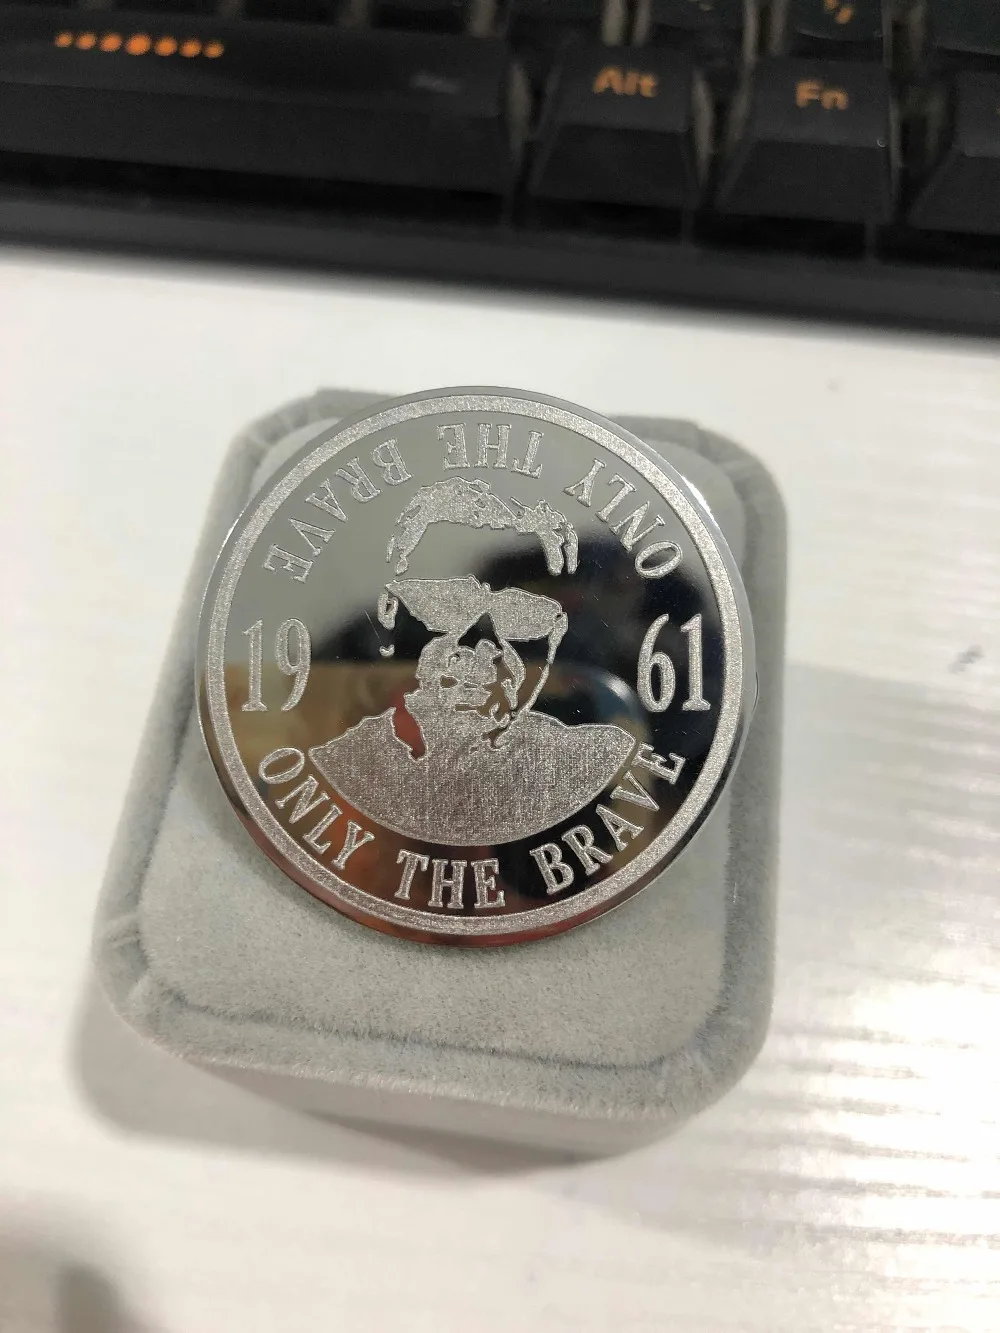 Alt
Fn
ONLY THE BRAVE
19 61
ONLY THE BRAVE